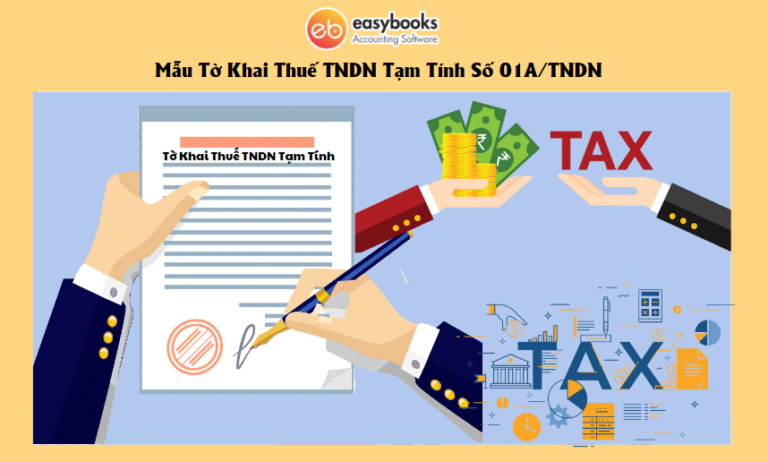 eb easybooks
Accounting Software
Mẫu Tờ Khai Thuế TNDN Tạm Tính Số 01A/TNDN
Tờ Khai Thuế TNDN Tạm Tính
₹
TAX
TAX